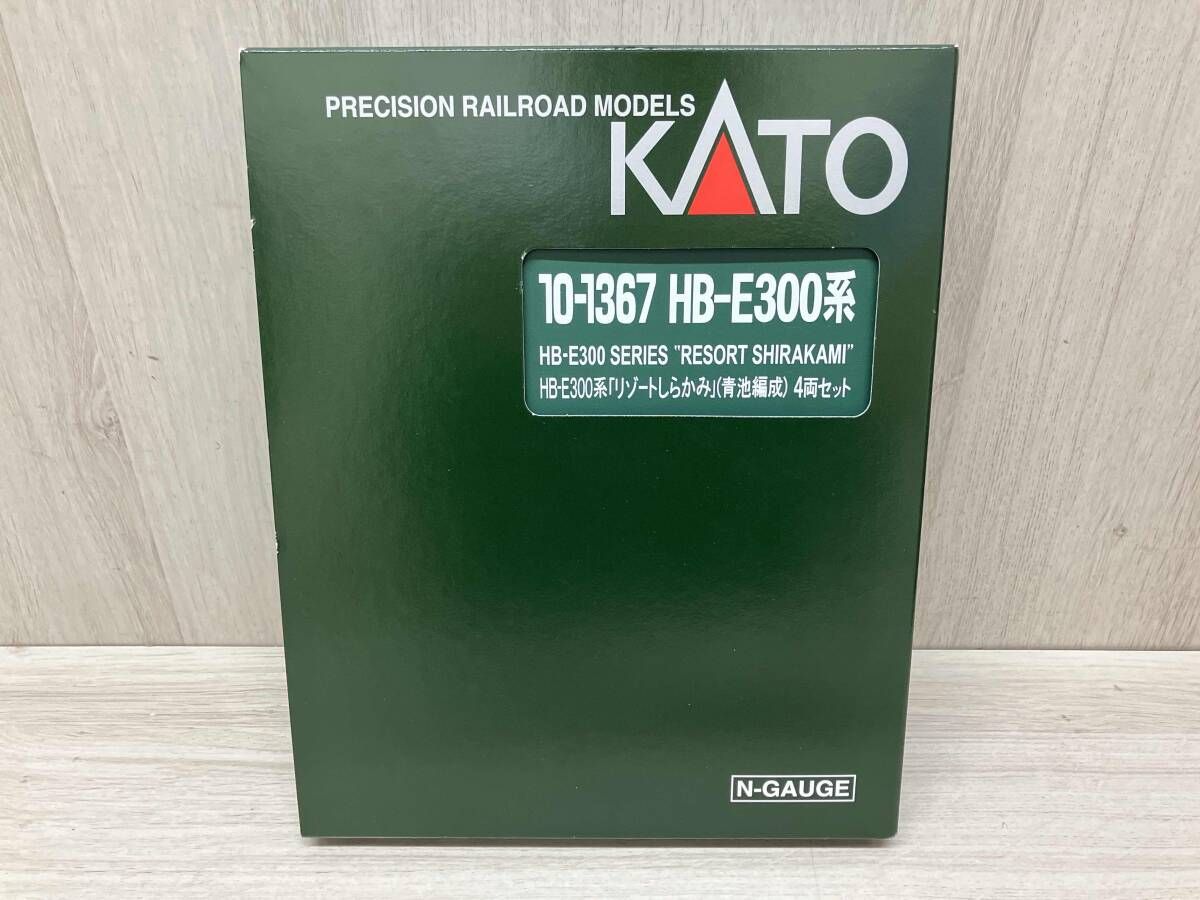 PRECISION RAILROAD MODELS
KATO
10-1367 HB-E300系
HB-E300 SERIES "RESORT SHIRAKAMI"
HB-E300系「リゾートしらかみ」(青池編成) 4両セット
N-GAUGE